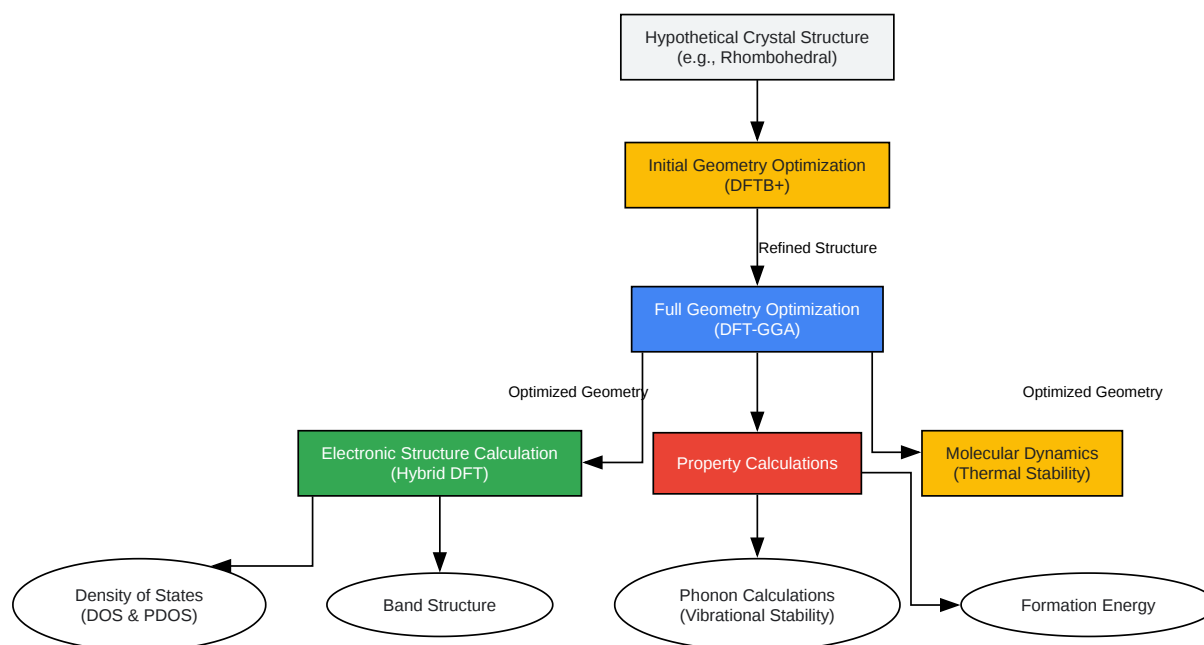 Hypothetical Crystal Structure
(e.g., Rhombohedral)
Initial Geometry Optimization
(DFTB+)
Refined Structure
Full Geometry Optimization
(DFT-GGA)
Optimized Geometry
Optimized Geometry
Electronic Structure Calculation
(Hybrid DFT)
Property Calculations
Molecular Dynamics
(Thermal Stability)
Density of States
(DOS & PDOS)
Band Structure
Phonon Calculations
(Vibrational Stability)
Formation Energy